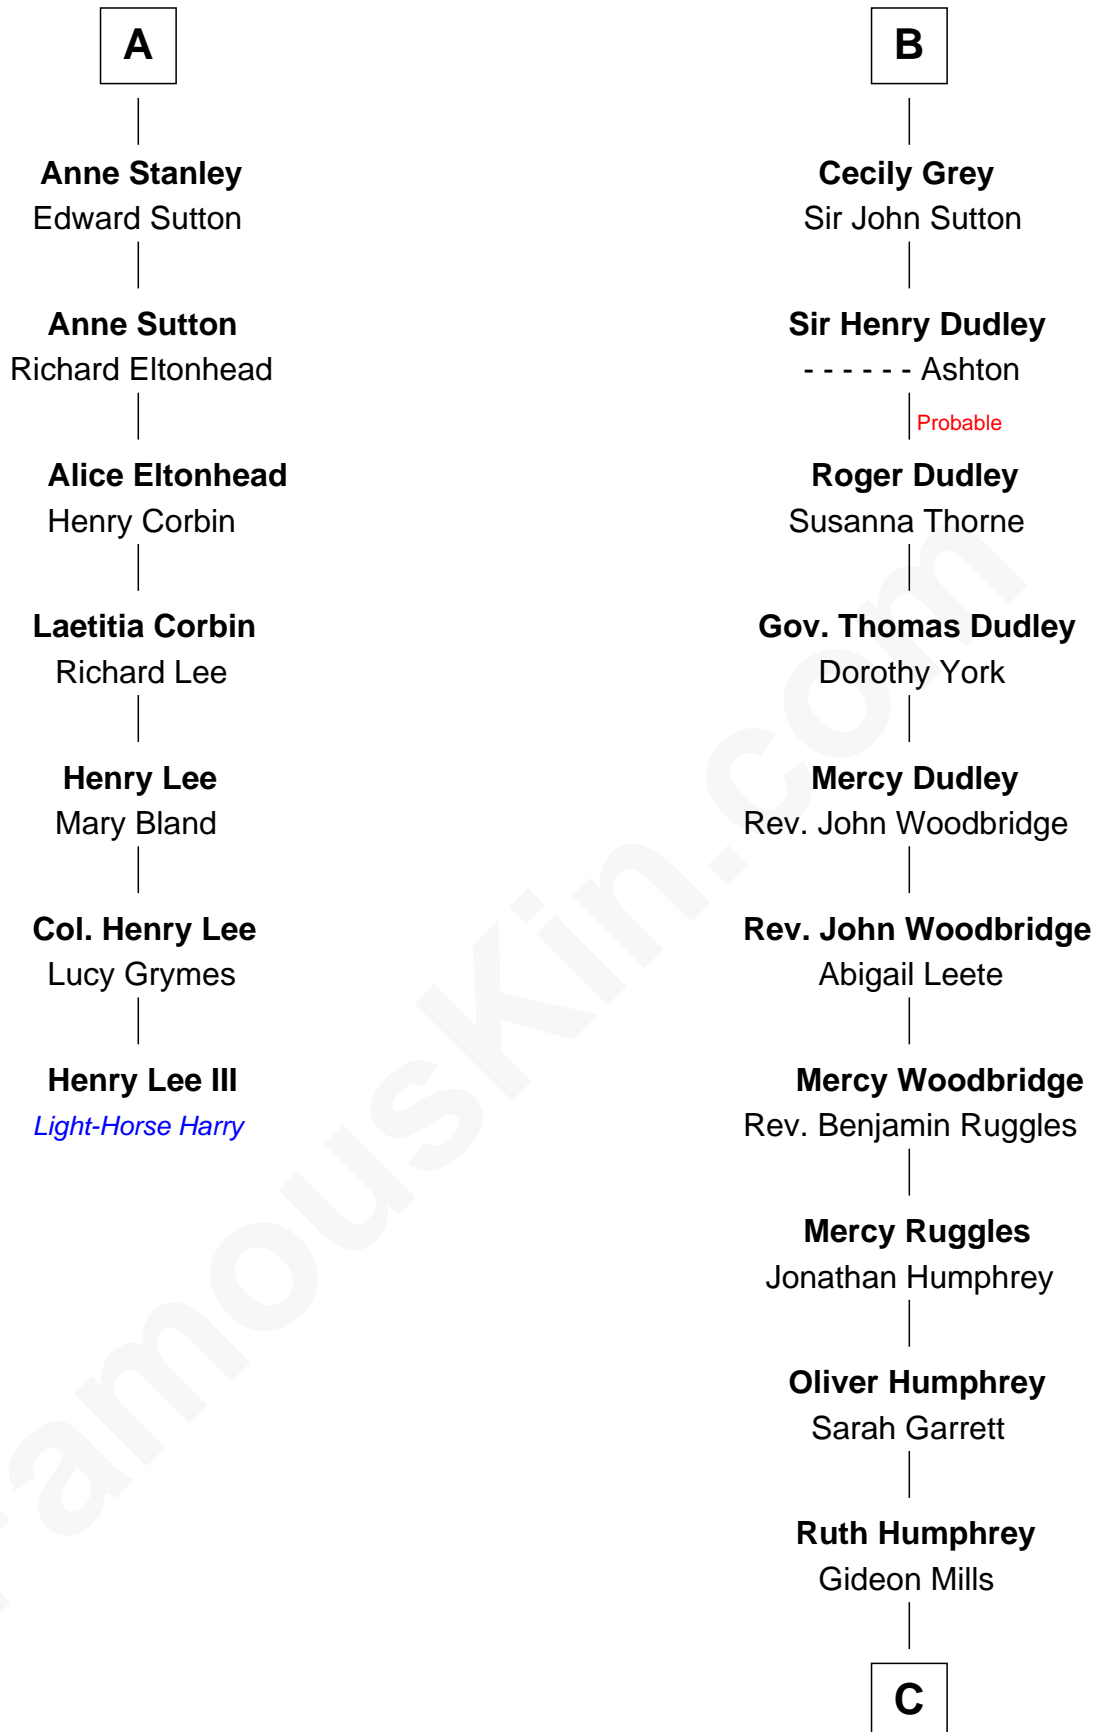 A
Anne Stanley
Edward Sutton
Anne Sutton
Richard Eltonhead
Alice Eltonhead
Henry Corbin
Laetitia Corbin
Richard Lee
Henry Lee
Mary Bland
Col. Henry Lee
Lucy Grymes
Henry Lee III
Light-Horse Harry
B
Cecily Grey
Sir John Sutton
Sir Henry Dudley
- - - - - - Ashton
Probable
Roger Dudley
Susanna Thorne
Gov. Thomas Dudley
Dorothy York
Mercy Dudley
Rev. John Woodbridge
Rev. John Woodbridge
Abigail Leete
Mercy Woodbridge
Rev. Benjamin Ruggles
Mercy Ruggles
Jonathan Humphrey
Oliver Humphrey
Sarah Garrett
Ruth Humphrey
Gideon Mills
C
FamousKin.com